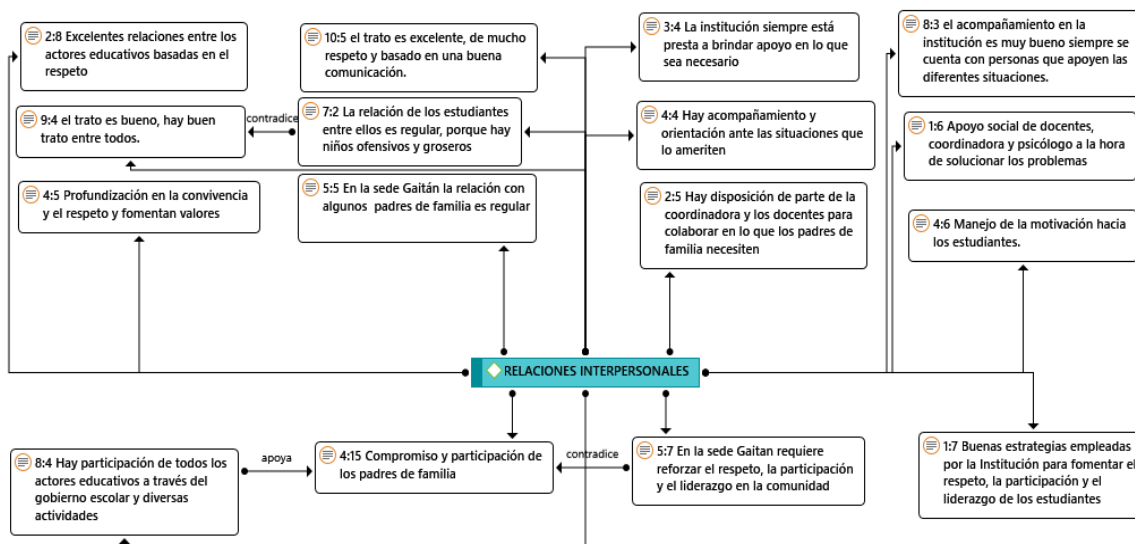 2:8 Excelentes relaciones entre los
actores educativos basadas en el
respeto
10:5 el trato es excelente, de mucho
respeto y basado en una buena
comunicación.
3:4 La institución siempre está
presta a brindar apoyo en lo que
sea necesario
8:3 el acompañamiento en la
institución es muy bueno siempre se
cuenta con personas que apoyen las
diferentes situaciones.
9:4 el trato es bueno, hay buen
trato entre todos.
contradice
7:2 La relación de los estudiantes
entre ellos es regular, porque hay
niños ofensivos y groseros
4:4 Hay acompañamiento y
orientación ante las situaciones que
lo ameriten
1:6 Apoyo social de docentes,
coordinadora y psicólogo a la hora
de solucionar los problemas
4:5 Profundización en la convivencia
y el respeto y fomentan valores
5:5 En la sede Gaitán la relación con
algunos padres de familia es regular
2:5 Hay disposición de parte de la
coordinadora y los docentes para
colaborar en lo que los padres de
familia necesiten
4:6 Manejo de la motivación hacia
los estudiantes.
RELACIONES INTERPERSONALES
8:4 Hay participación de todos los
actores educativos a través del
gobierno escolar y diversas
actividades
apoya
4:15 Compromiso y participación de
los padres de familia
contradice
5:7 En la sede Gaitan requiere
reforzar el respeto, la participación
y el liderazgo en la comunidad
1:7 Buenas estrategias empleadas
por la Institución para fomentar el
respeto, la participación y el
liderazgo de los estudiantes